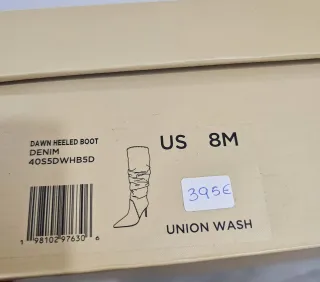 DAWN HEELED BOOT
DENIM
40S5DWHB5D
US 8M
395€
UNION WASH
1 98102 97630 6